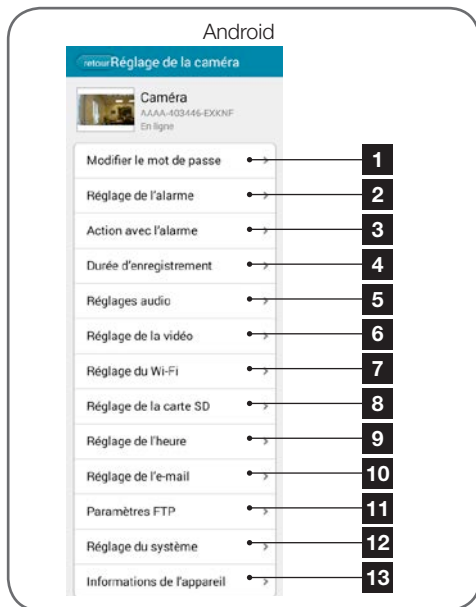 Android
retour Réglage de la caméra
Caméra
AAAA-403446-EXKNF
En ligne
Modifier le mot de passe > 1
Réglage de l'alarme > 2
Action avec l'alarme > 3
Durée d'enregistrement > 4
Réglages audio > 5
Réglage de la vidéo > 6
Réglage du Wi-Fi > 7
Réglage de la carte SD > 8
Réglage de l'heure > 9
Réglage de l'e-mail > 10
Paramètres FTP > 11
Réglage du système > 12
Informations de l'appareil > 13